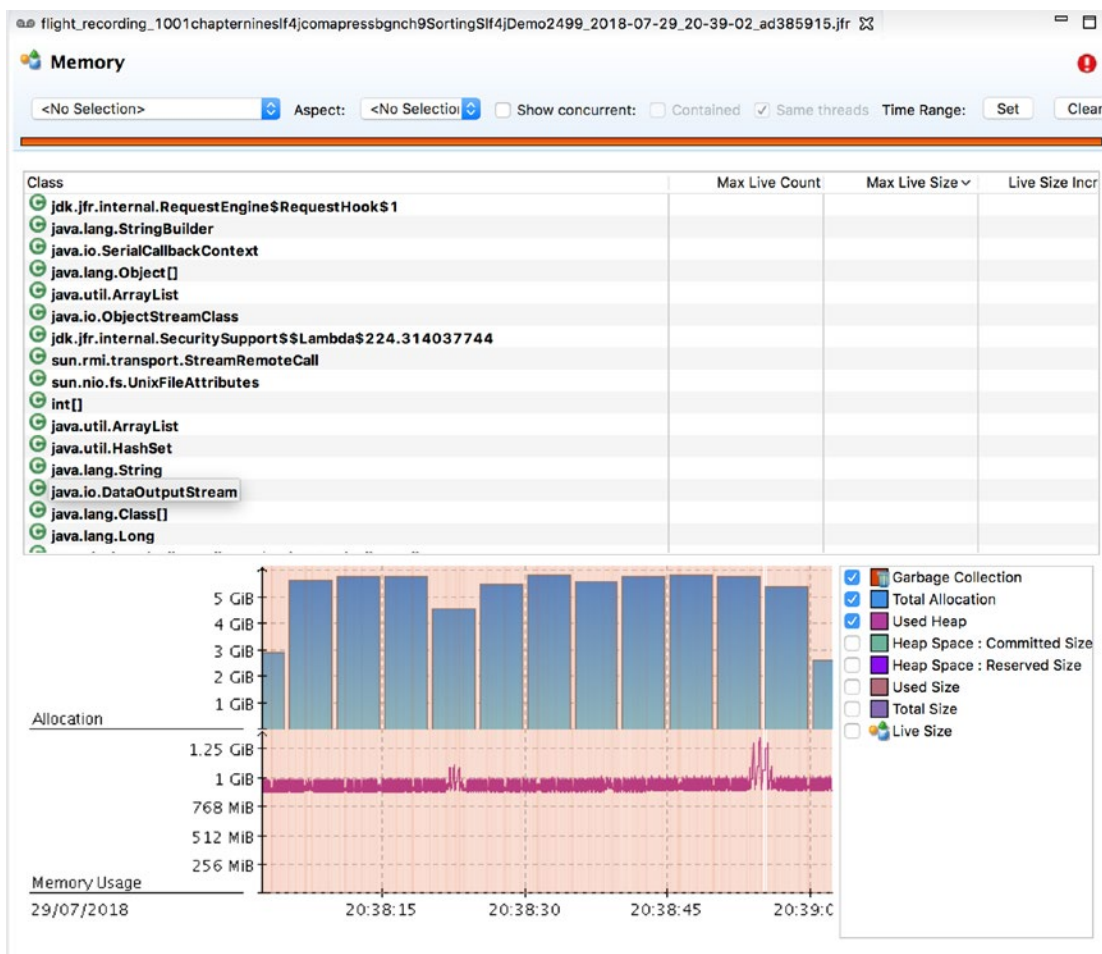 flight_recording_1001chapternineslf4jcomapressbgnch9SortingSlf4jDemo2499_2018-07-29_20-39-02_ad385915.jfr
Memory
<No Selection> Aspect: <No Selectio Show concurrent: Contained Same threads Time Range: Set Clear
Class Max Live Count Max Live Size Live Size Incr
jdk.jfr.internal.RequestEngine$RequestHook$1
java.lang.StringBuilder
java.io.SerialCallbackContext
java.lang.Object[]
java.util.ArrayList
java.io.ObjectStreamClass
jdk.jfr.internal.SecuritySupport$$Lambda$224.314037744
sun.rmi.transport.StreamRemoteCall
sun.nio.fs.UnixFileAttributes
int[]
java.util.ArrayList
java.util.HashSet
java.lang.String
java.io.DataOutputStream
java.lang.Class[]
java.lang.Long
5 GiB
4 GiB
3 GiB
2 GiB
1 GiB
Allocation
1.25 GiB
1 GiB
768 MiB
512 MiB
256 MiB
Memory Usage
29/07/2018 20:38:15 20:38:30 20:38:45 20:39:0
Garbage Collection
Total Allocation
Used Heap
Heap Space : Committed Size
Heap Space : Reserved Size
Used Size
Total Size
Live Size